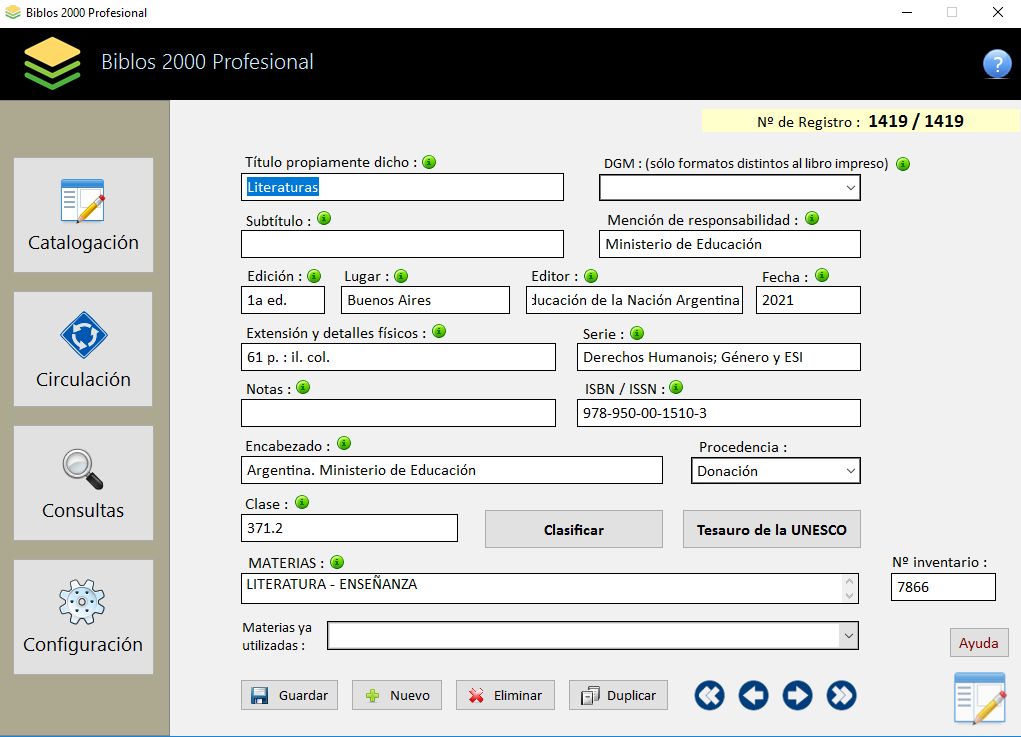 Biblos 2000 Profesional
Biblos 2000 Profesional
?
Nº de Registro : 1419 / 1419
Título propiamente dicho :
DGM : (sólo formatos distintos al libro impreso)
Literaturas
Subtítulo :
Mención de responsabilidad :
Ministerio de Educación
Edición :
Lugar :
Editor :
Fecha :
1a ed.
Buenos Aires
ducación de la Nación Argentina
2021
Extensión y detalles físicos :
Serie :
61 p. : il. col.
Derechos Humanois; Género y ESI
Notas :
ISBN / ISSN :
978-950-00-1510-3
Encabezado :
Procedencia :
Argentina. Ministerio de Educación
Donación
Clase :
371.2
Clasificar
Tesauro de la UNESCO
MATERIAS :
Nº inventario :
LITERATURA - ENSEÑANZA
7866
Materias ya
utilizadas :
Ayuda
Guardar
Nuevo
Eliminar
Duplicar
Catalogación
Circulación
Consultas
Configuración